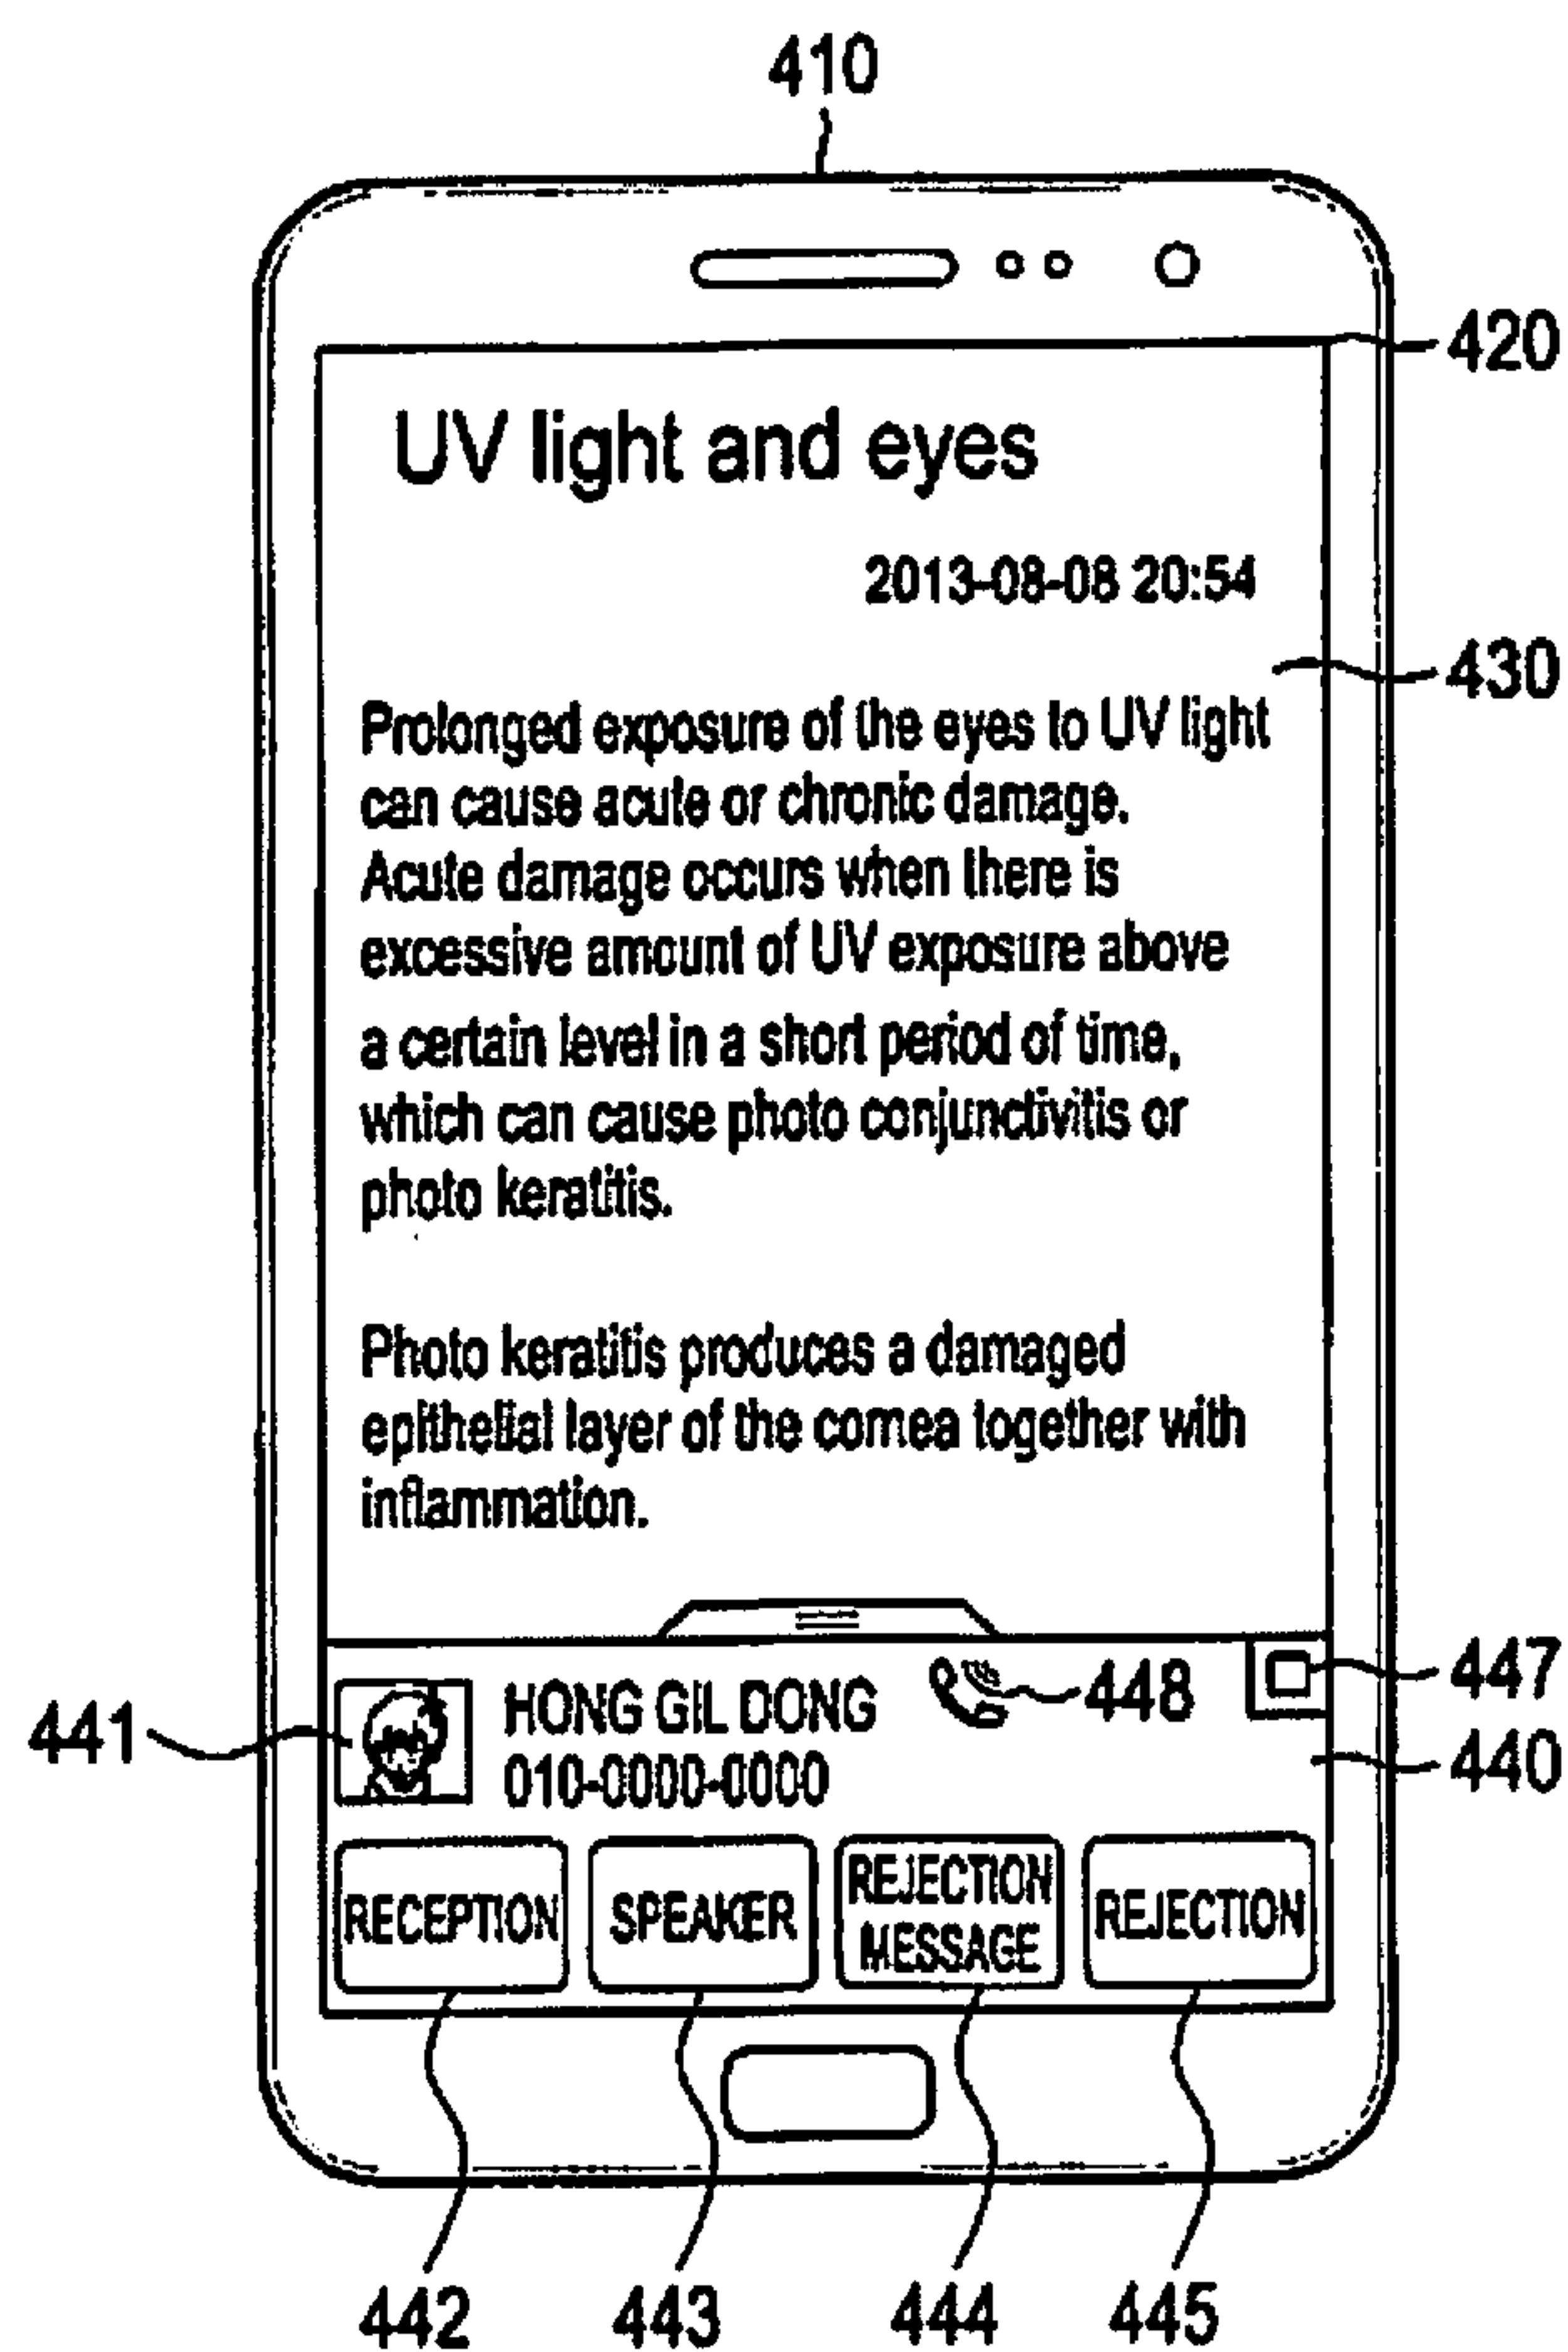 410
420
UV light and eyes
2013-08-08 20:54
430
Prolonged exposure of the eyes to UV light
can cause acute or chronic damage.
Acute damage occurs when there is
excessive amount of UV exposure above
a certain level in a short period of time,
which can cause photo conjunctivitis or
photo keratitis.
Photo keratitis produces a damaged
epithelial layer of the cornea together with
inflammation.
447
441
HONG GIL DONG
448
010-0000-0000
440
RECEPTION
SPEAKER
REJECTION
MESSAGE
REJECTION
442
443
444
445